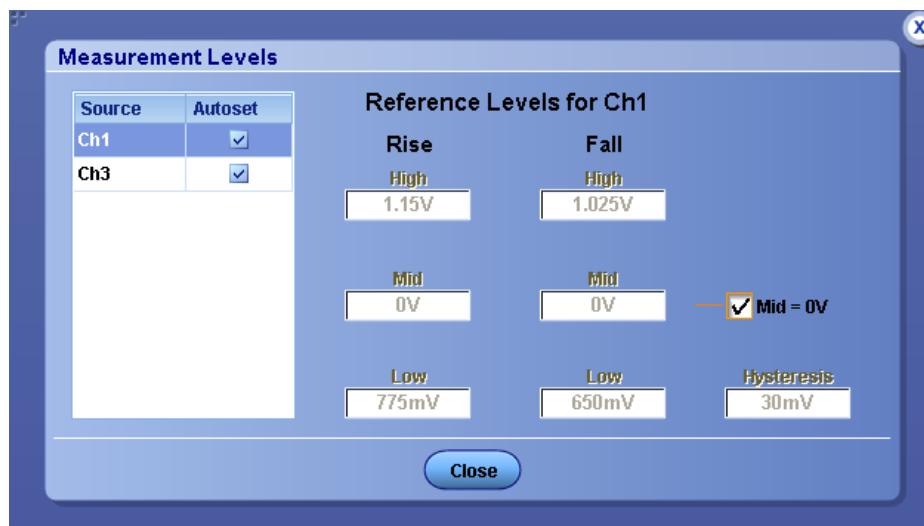 Measurement Levels
Source Autoset
Ch1
Ch3
Reference Levels for Ch1
Rise Fall
High High
1.15V 1.025V
Mid Mid
0V 0V
Mid = 0V
Low Low Hysteresis
775mV 650mV 30mV
Close
X